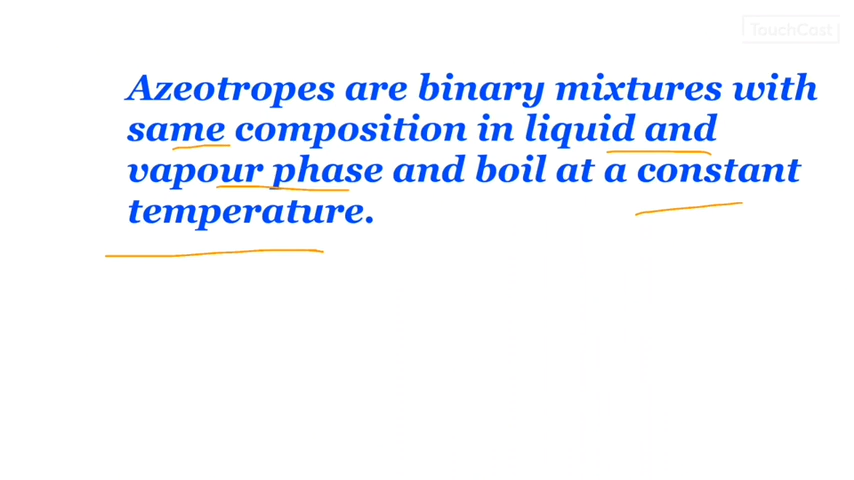 TouchCast
Azeotropes are binary mixtures with
same composition in liquid and
vapour phase and boil at a constant
temperature.